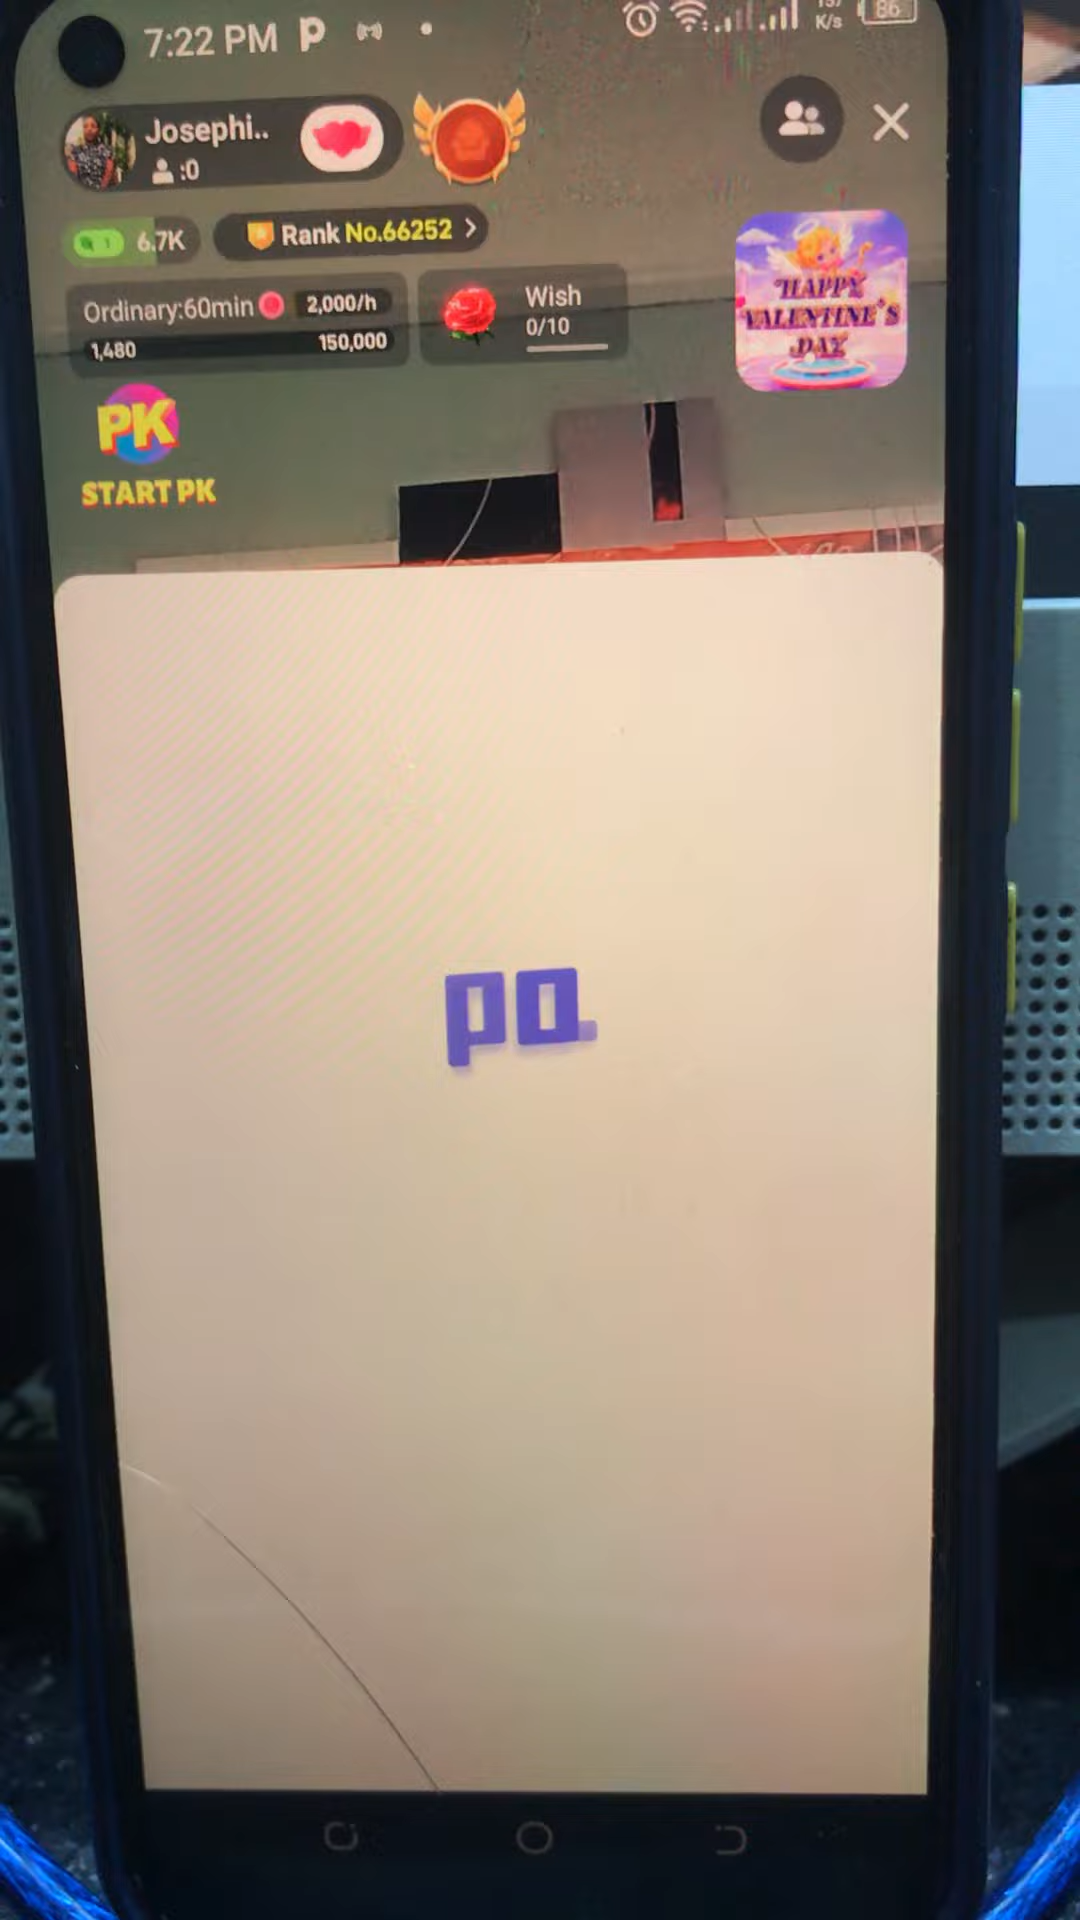 7:22 PM
K/s
86
Josephi..
:0
6.7K
Rank No.66252
Ordinary:60min 2,000/h
1,480 150,000
Wish
0/10
HAPPY
VALENTINE'S
DAY
PK
START PK